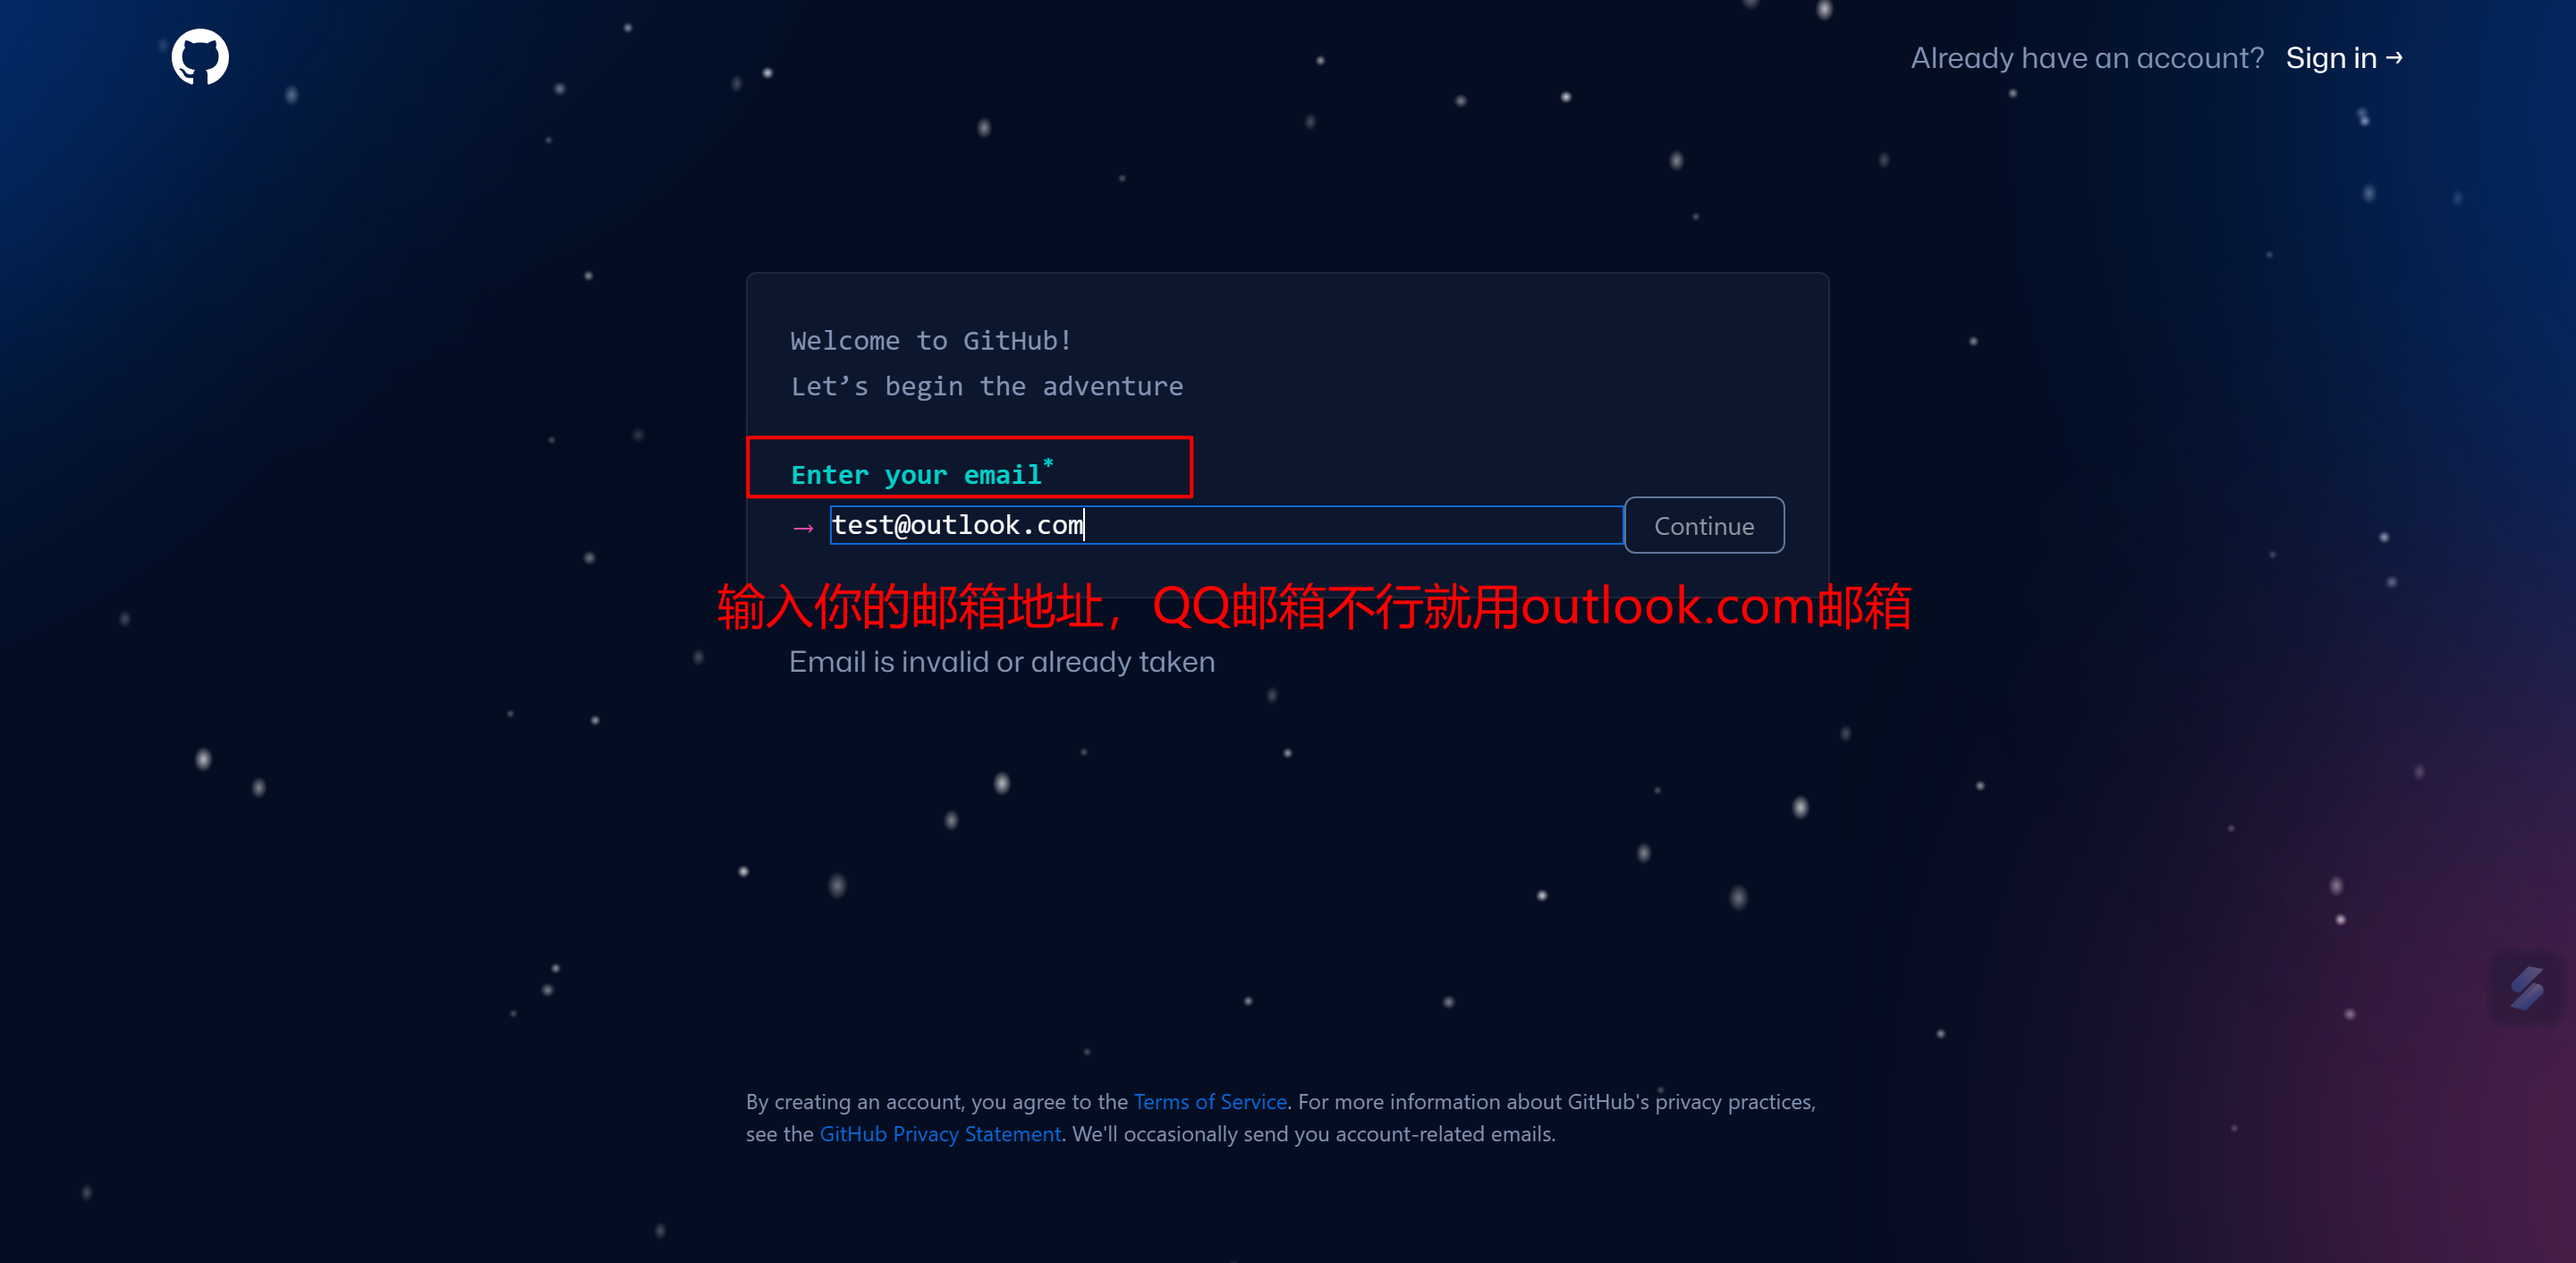 Already have an account? Sign in →
Welcome to GitHub!
Let’s begin the adventure
Enter your email*
→ test@outlook.com Continue
输入你的邮箱地址，QQ邮箱不行就用outlook.com邮箱
Email is invalid or already taken
By creating an account, you agree to the Terms of Service. For more information about GitHub's privacy practices,
see the GitHub Privacy Statement. We'll occasionally send you account-related emails.